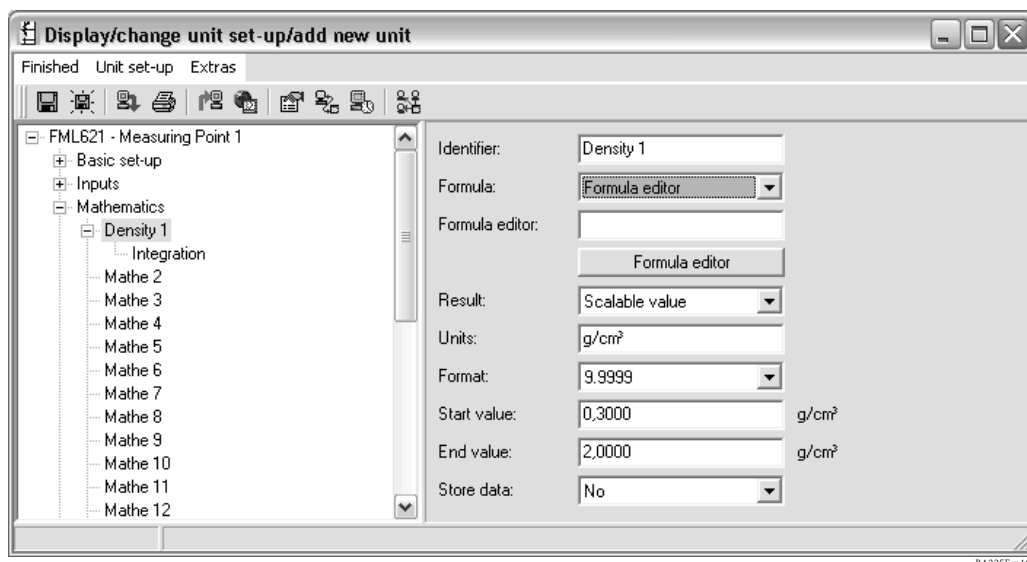 Display/change unit set-up/add new unit
Finished Unit set-up Extras
FML621 - Measuring Point 1
Basic set-up
Inputs
Mathematics
Density 1
Integration
Mathe 2
Mathe 3
Mathe 4
Mathe 5
Mathe 6
Mathe 7
Mathe 8
Mathe 9
Mathe 10
Mathe 11
Mathe 12
Identifier: Density 1
Formula: Formula editor
Formula editor:
Formula editor
Result: Scalable value
Units: g/cm³
Format: 9.9999
Start value: 0,3000 g/cm³
End value: 2,0000 g/cm³
Store data: No